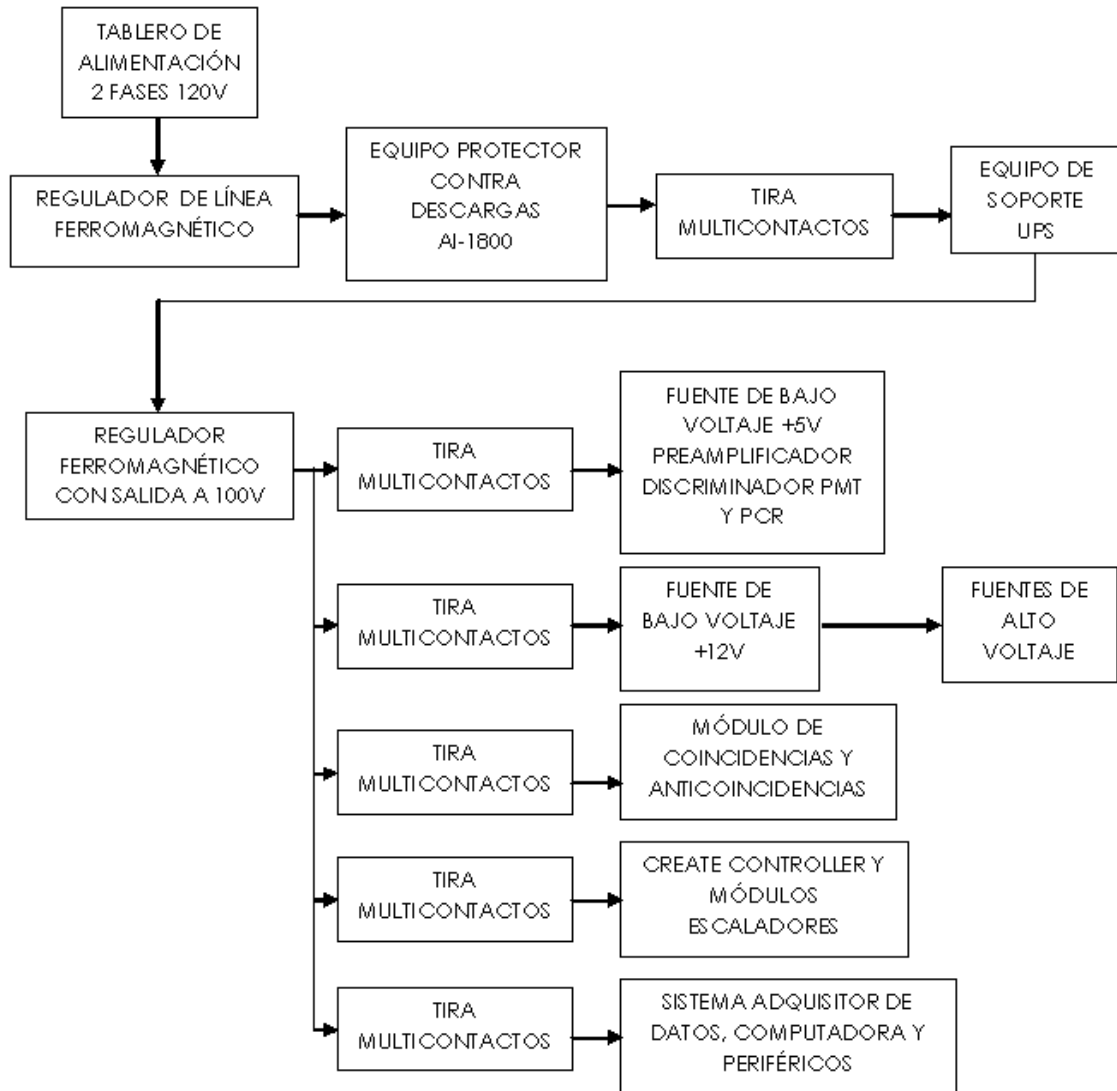 TABLERO DE
ALIMENTACIÓN
2 FASES 120V
REGULADOR DE LÍNEA
FERROMAGNÉTICO
EQUIPO PROTECTOR
CONTRA
DESCARGAS
AI-1800
TIRA
MULTICONTACTOS
EQUIPO DE
SOPORTE
UPS
REGULADOR
FERROMAGNÉTICO
CON SALIDA A 100V
TIRA
MULTICONTACTOS
FUENTE DE BAJO
VOLTAJE +5V
PREAMPLIFICADOR
DISCRIMINADOR PMT
Y PCR
TIRA
MULTICONTACTOS
FUENTE DE
BAJO VOLTAJE
+12V
FUENTES DE
ALTO
VOLTAJE
TIRA
MULTICONTACTOS
MÓDULO DE
COINCIDENCIAS Y
ANTICOINCIDENCIAS
TIRA
MULTICONTACTOS
CREATE CONTROLLER Y
MÓDULOS
ESCALADORES
TIRA
MULTICONTACTOS
SISTEMA ADQUISITOR DE
DATOS, COMPUTADORA Y
PERIFÉRICOS